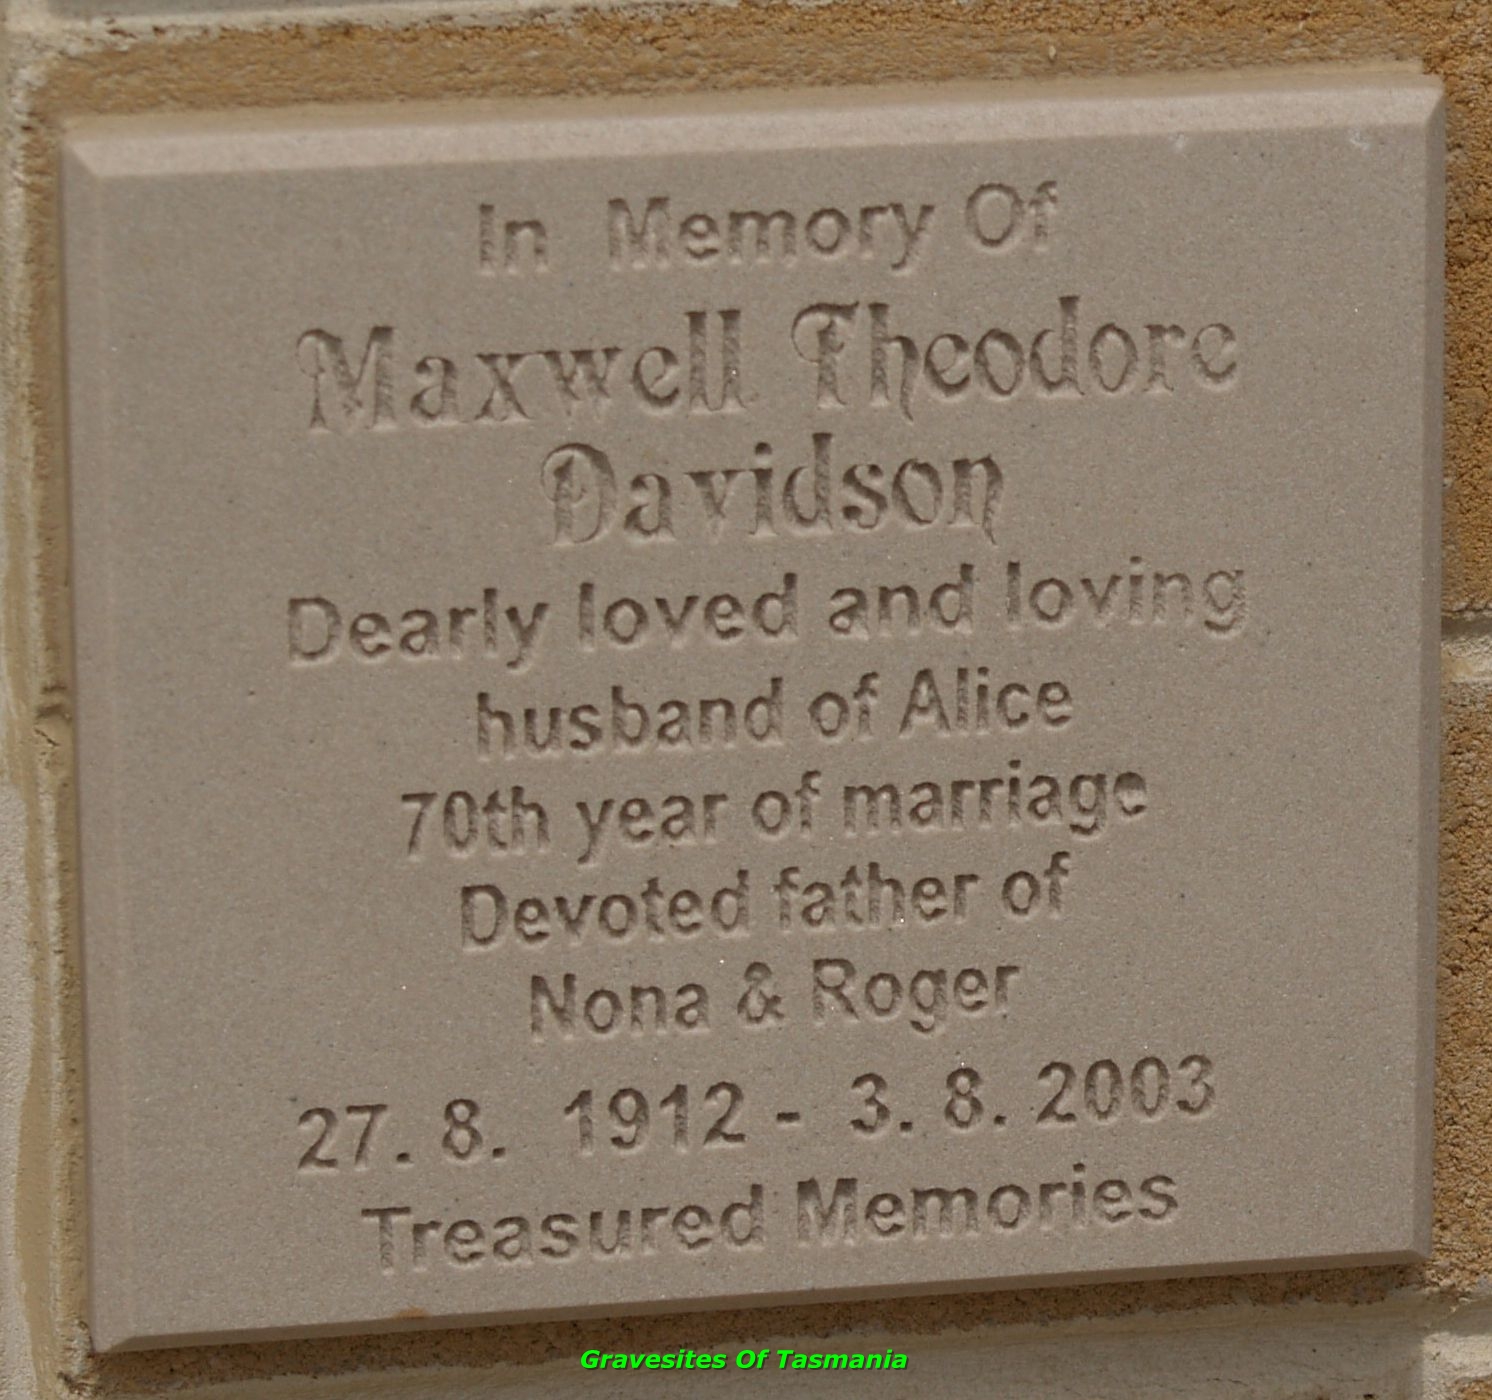 In Memory Of
Maxwell Theodore
Davidson
Dearly loved and loving
husband of Alice
70th year of marriage
Devoted father of
Nona & Roger
27. 8. 1912 - 3. 8. 2003
Treasured Memories
Gravesites Of Tasmania